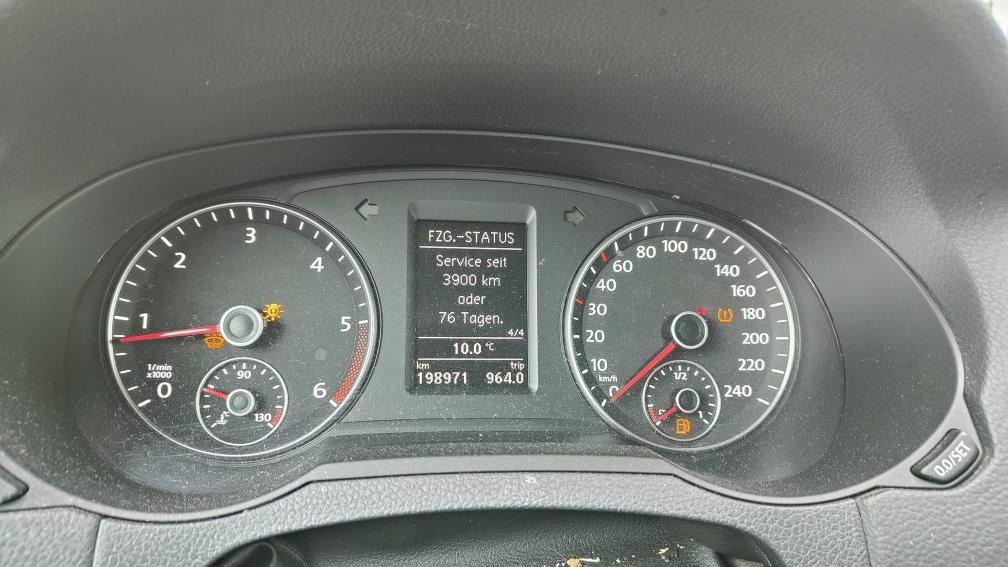 FZG.-STATUS
Service seit
3900 km
oder
76 Tagen.
4/4
10.0 °C
km trip
198971 964.0
0 1 2 3 4 5 6
1/min
x1000
90
°C 130
0 10 20 30 40 60 80 100 120 140 160 180 200 220 240
km/h
1/2
1
0.0/SET